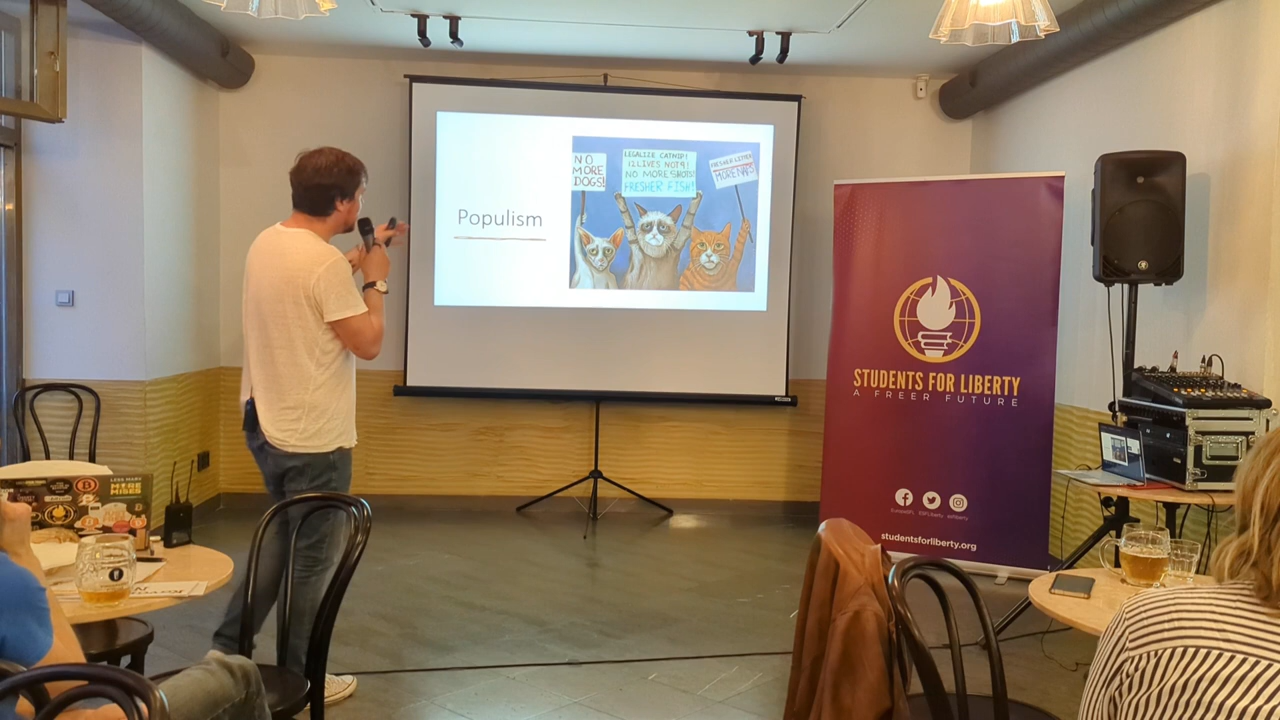 Populism
NO
MORE
DOGS!
LEGALIZE CATNIP!
12 LIVES NOT 9!
NO MORE SHOTS!
FRESHER FISH!
FRESHER LITTER
MORE NAPS
STUDENTS FOR LIBERTY
A FREER FUTURE
studentsforliberty.org
LESS MARX
MORE
MISES